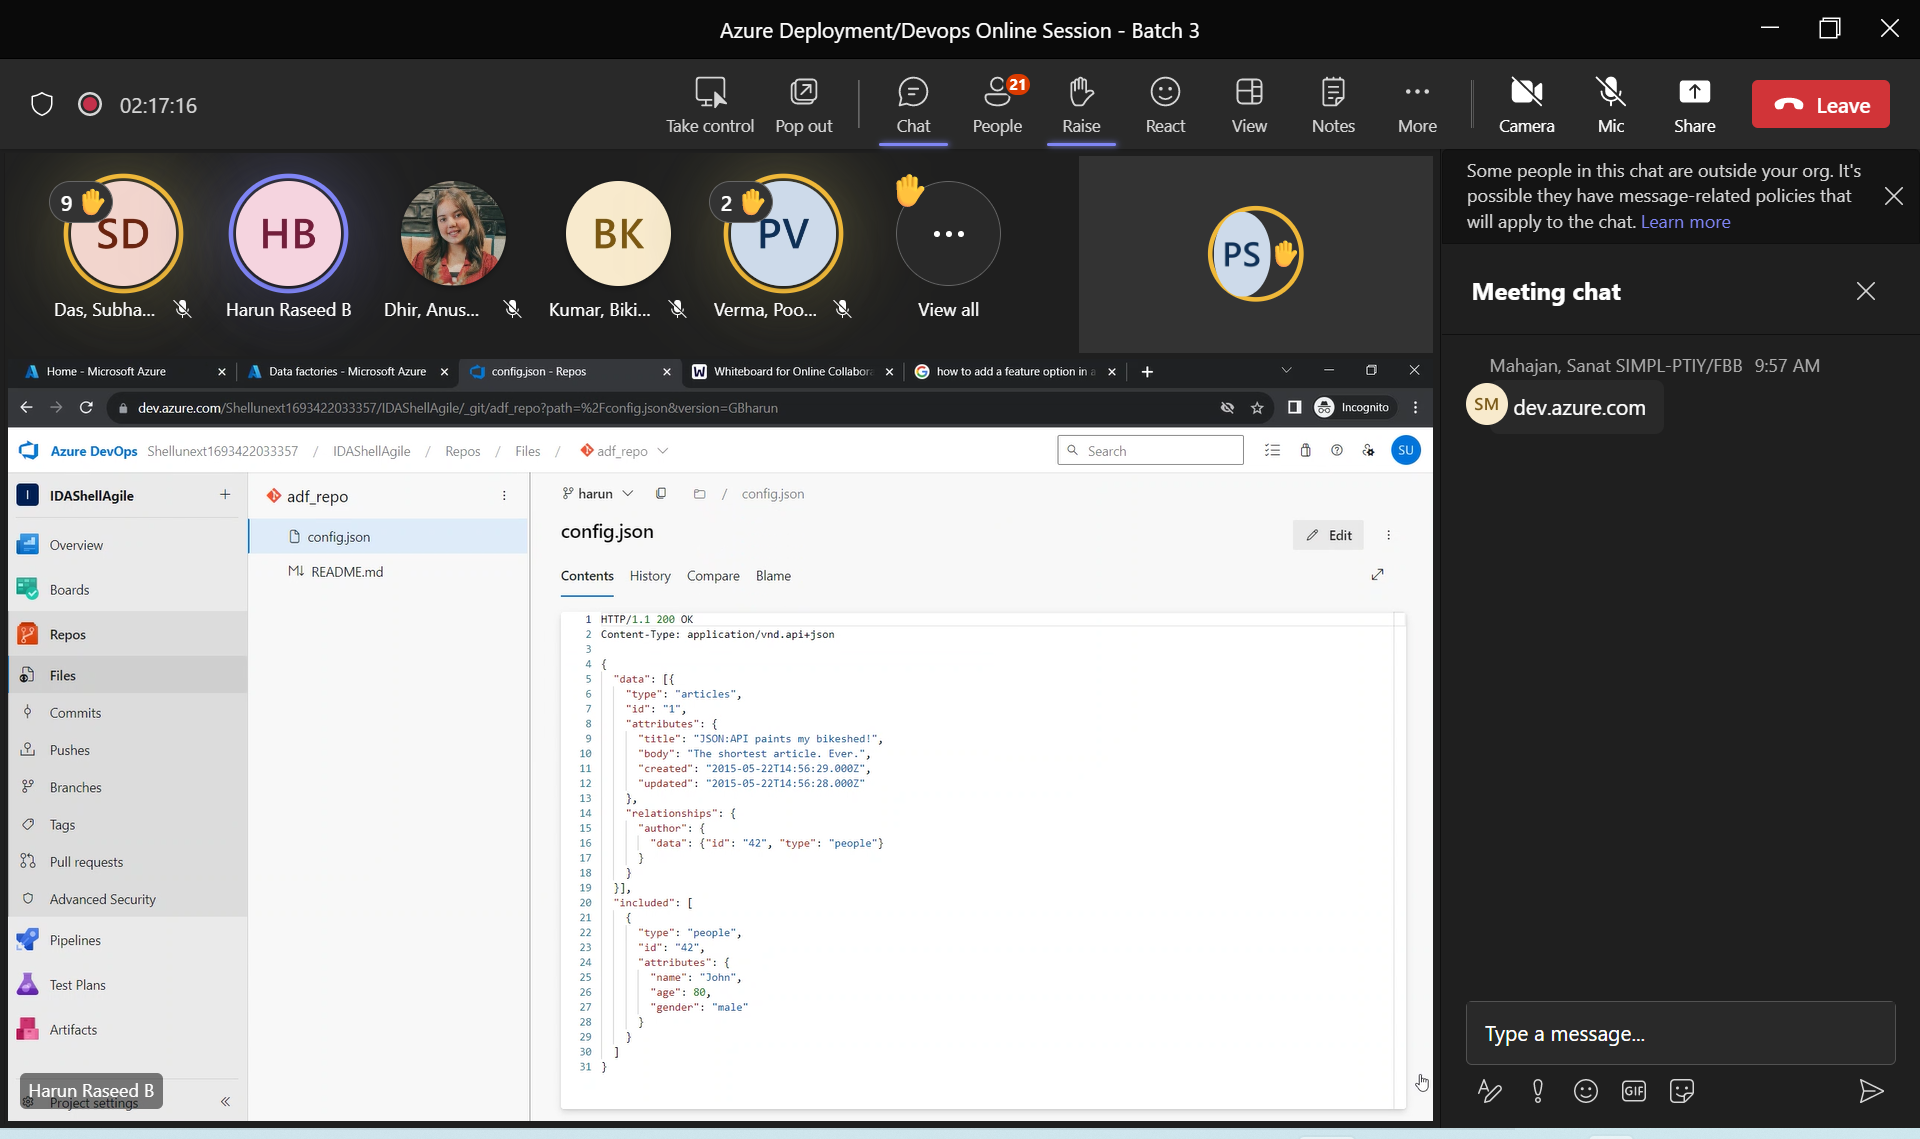 Azure Deployment/Devops Online Session - Batch 3
02:17:16
Take control
Pop out
Chat
People
21
Raise
React
View
Notes
More
Camera
Mic
Share
Leave
9
SD
HB
BK
2
PV
PS
Das, Subha...
Harun Raseed B
Dhir, Anus...
Kumar, Biki...
Verma, Poo...
View all
Some people in this chat are outside your org. It's
possible they have message-related policies that
will apply to the chat. Learn more
Meeting chat
Mahajan, Sanat SIMPL-PTIY/FBB 9:57 AM
SM
dev.azure.com
Type a message...
GIF
Home - Microsoft Azure
Data factories - Microsoft Azure
config.json - Repos
Whiteboard for Online Collabora
how to add a feature option in a
dev.azure.com/Shellunext1693422033357/IDAShellAgile/_git/adf_repo?path=%2Fconfig.json&version=GBharun
Incognito
Azure DevOps Shellunext1693422033357 / IDAShellAgile / Repos / Files / adf_repo
Search
SU
I
IDAShellAgile
Overview
Boards
Repos
Files
Commits
Pushes
Branches
Tags
Pull requests
Advanced Security
Pipelines
Test Plans
Artifacts
Project settings
Harun Raseed B
adf_repo
config.json
README.md
harun
/ config.json
config.json
Edit
Contents History Compare Blame
1 HTTP/1.1 200 OK
2 Content-Type: application/vnd.api+json
3
4 {
5 "data": [{
6 "type": "articles",
7 "id": "1",
8 "attributes": {
9 "title": "JSON:API paints my bikeshed!",
10 "body": "The shortest article. Ever.",
11 "created": "2015-05-22T14:56:29.000Z",
12 "updated": "2015-05-22T14:56:28.000Z"
13 },
14 "relationships": {
15 "author": {
16 "data": {"id": "42", "type": "people"}
17 }
18 }
19 }],
20 "included": [
21 {
22 "type": "people",
23 "id": "42",
24 "attributes": {
25 "name": "John",
26 "age": 80,
27 "gender": "male"
28 }
29 }
30 ]
31 }